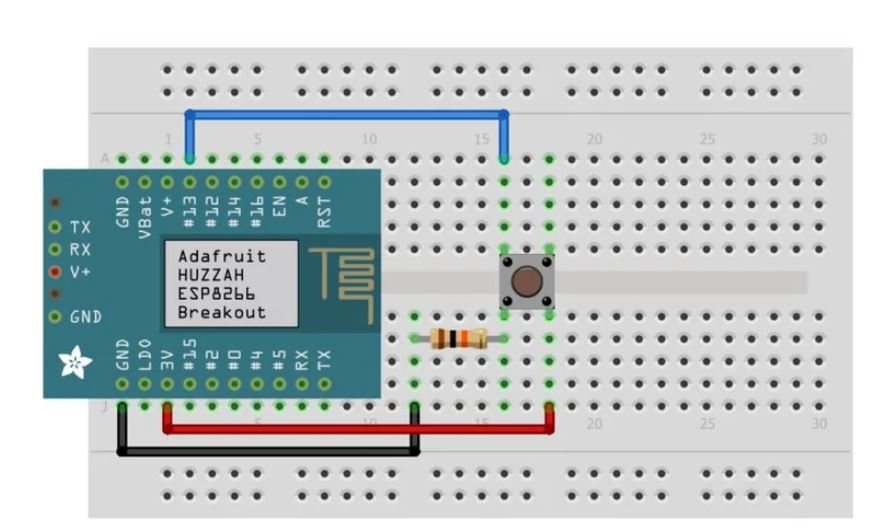 1 5 10 15 20 25 30
A
GND VBat V+ #13 #12 #14 #16 EN A RST
TX
RX
V+
GND
Adafruit
HUZZAH
ESP8266
Breakout
GND LDO 3V #15 #2 #0 #4 #5 RX TX
J
5 10 15 20 25 30